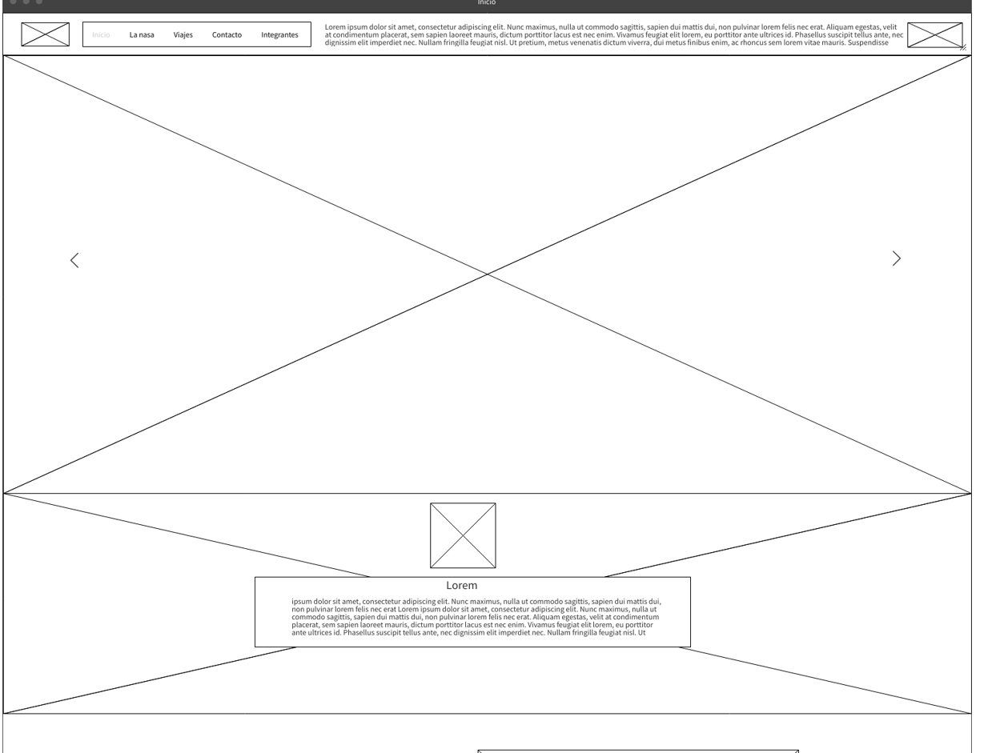 Inicio
Inicio La nasa Viajes Contacto Integrantes
Lorem ipsum dolor sit amet, consectetur adipiscing elit. Nunc maximus, nulla ut commodo sagittis, sapien dui mattis dui, non pulvinar lorem felis nec erat. Aliquam egestas, velit
at condimentum placerat, sem sapien laoreet mauris, dictum porttitor lacus est nec enim. Vivamus feugiat elit lorem, eu porttitor ante ultrices id. Phasellus suscipit tellus ante, nec
dignissim elit imperdiet nec. Nullam fringilla feugiat nisl. Ut pretium, metus venenatis dictum viverra, dui metus finibus enim, ac rhoncus sem lorem vitae mauris. Suspendisse
Lorem
ipsum dolor sit amet, consectetur adipiscing elit. Nunc maximus, nulla ut commodo sagittis, sapien dui mattis dui,
non pulvinar lorem felis nec erat Lorem ipsum dolor sit amet, consectetur adipiscing elit. Nunc maximus, nulla ut
commodo sagittis, sapien dui mattis dui, non pulvinar lorem felis nec erat. Aliquam egestas, velit at condimentum
placerat, sem sapien laoreet mauris, dictum porttitor lacus est nec enim. Vivamus feugiat elit lorem, eu porttitor
ante ultrices id. Phasellus suscipit tellus ante, nec dignissim elit imperdiet nec. Nullam fringilla feugiat nisl. Ut